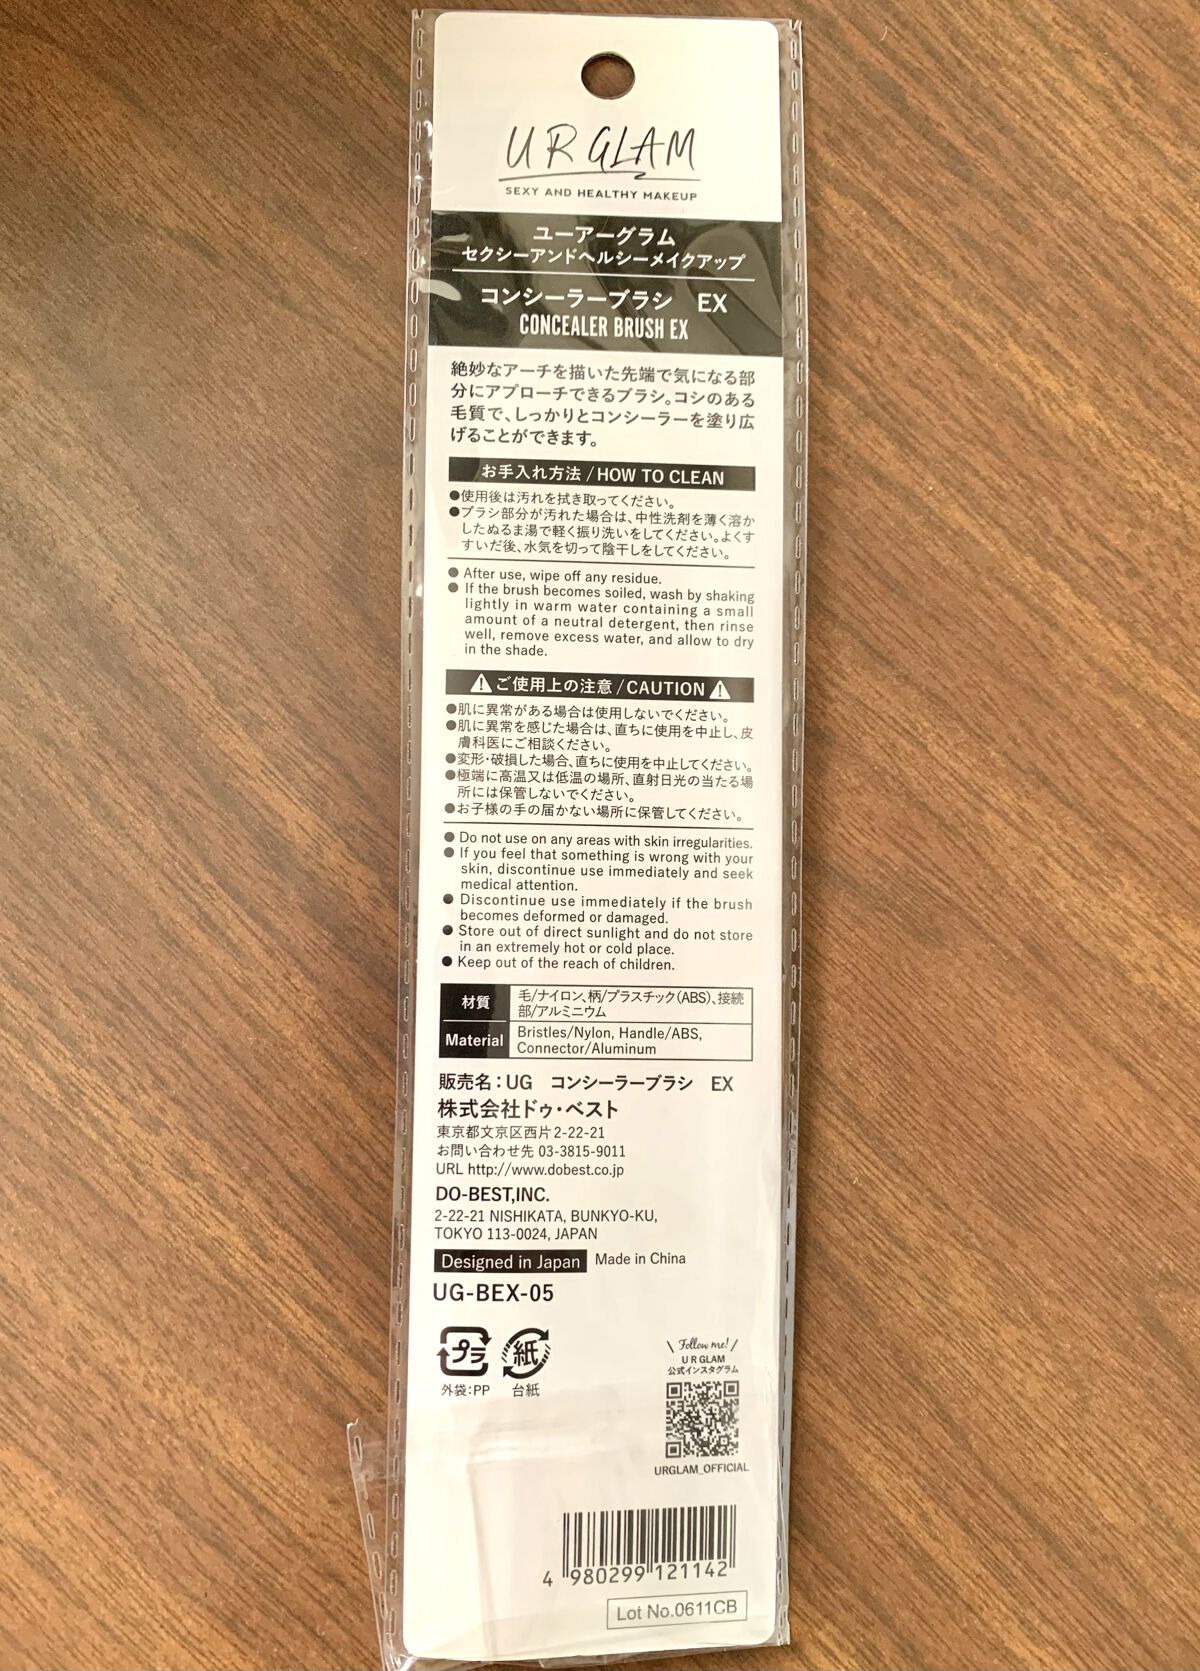 UR GLAM
SEXY AND HEALTHY MAKEUP
ユーアーグラム
セクシーアンドヘルシーメイクアップ
コンシーラーブラシ　EX
CONCEALER BRUSH EX
絶妙なアーチを描いた先端で気になる部
分にアプローチできるブラシ。コシのある
毛質で、しっかりとコンシーラーを塗り広
げることができます。
お手入れ方法/HOW TO CLEAN
●使用後は汚れを拭き取ってください。
●ブラシ部分が汚れた場合は、中性洗剤を薄く溶か
したぬるま湯で軽く振り洗いをしてください。よくす
すいだ後、水気を切って陰干しをしてください。
● After use, wipe off any residue.
● If the brush becomes soiled, wash by shaking
lightly in warm water containing a small
amount of a neutral detergent, then rinse
well, remove excess water, and allow to dry
in the shade.
⚠ご使用上の注意/CAUTION⚠
●肌に異常がある場合は使用しないでください。
●肌に異常を感じた場合は、直ちに使用を中止し、皮
膚科医にご相談ください。
●変形・破損した場合、直ちに使用を中止してください。
●極端に高温又は低温の場所、直射日光の当たる場
所には保管しないでください。
●お子様の手の届かない場所に保管してください。
● Do not use on any areas with skin irregularities.
● If you feel that something is wrong with your
skin, discontinue use immediately and seek
medical attention.
● Discontinue use immediately if the brush
becomes deformed or damaged.
● Store out of direct sunlight and do not store
in an extremely hot or cold place.
● Keep out of the reach of children.
材質 毛/ナイロン、柄/プラスチック(ABS)、接続
部/アルミニウム
Material Bristles/Nylon, Handle/ABS,
Connector/Aluminum
販売名：UG　コンシーラーブラシ　EX
株式会社ドゥ・ベスト
東京都文京区西片2-22-21
お問い合わせ先 03-3815-9011
URL http://www.dobest.co.jp
DO-BEST,INC.
2-22-21 NISHIKATA, BUNKYO-KU,
TOKYO 113-0024, JAPAN
Designed in Japan Made in China
UG-BEX-05
プラ 紙
外袋：PP 台紙
\ Follow me! /
U R GLAM
公式インスタグラム
URGLAM_OFFICIAL
4 980299 121142
Lot No.0611CB